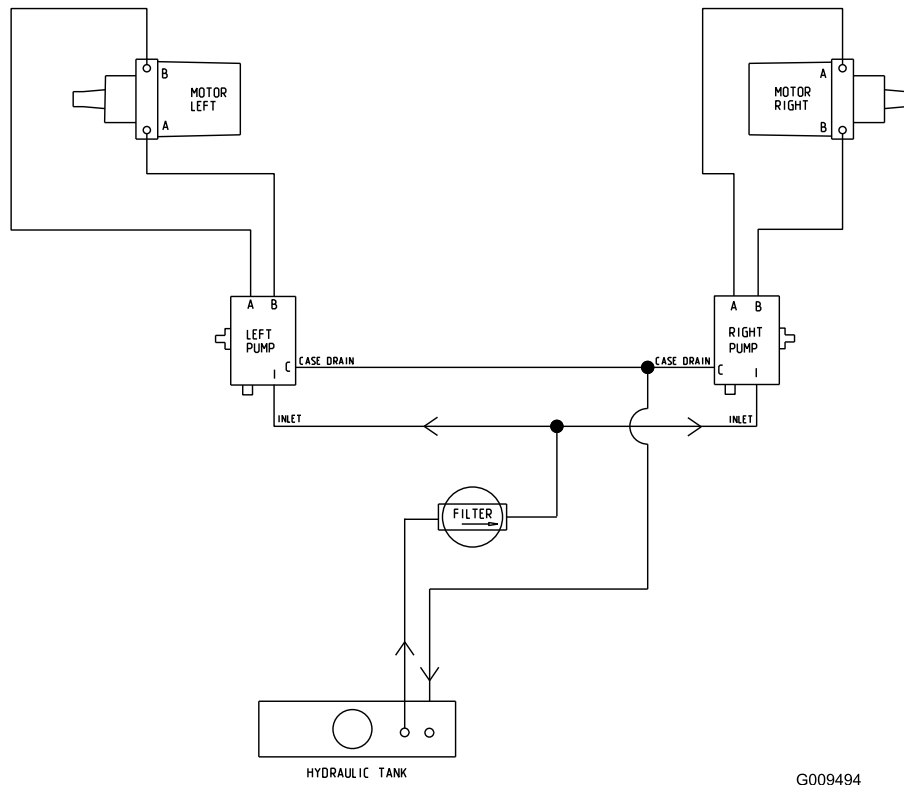 B
MOTOR
LEFT
A
A
MOTOR
RIGHT
B
A B
LEFT
PUMP
C
I
CASE DRAIN
INLET
CASE DRAIN
A B
RIGHT
PUMP
C
I
INLET
FILTER
HYDRAULIC TANK
G009494